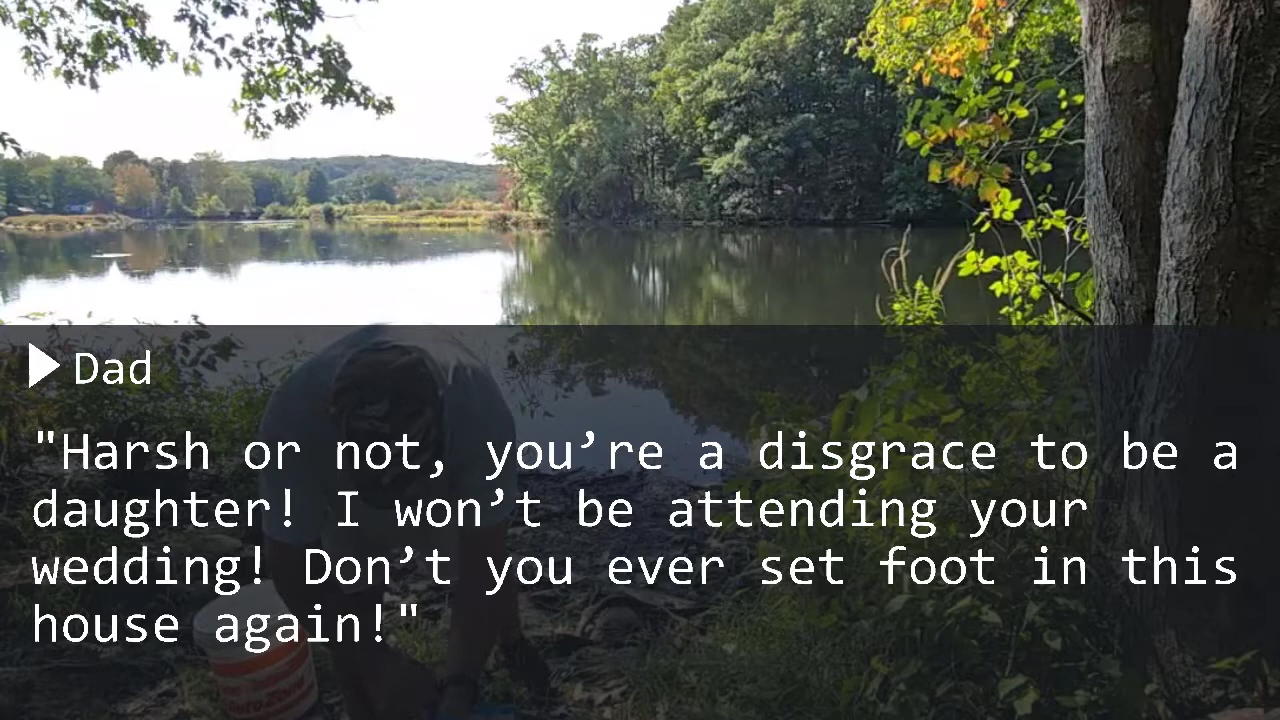 Dad
"Harsh or not, you’re a disgrace to be a
daughter! I won’t be attending your
wedding! Don’t you ever set foot in this
house again!"